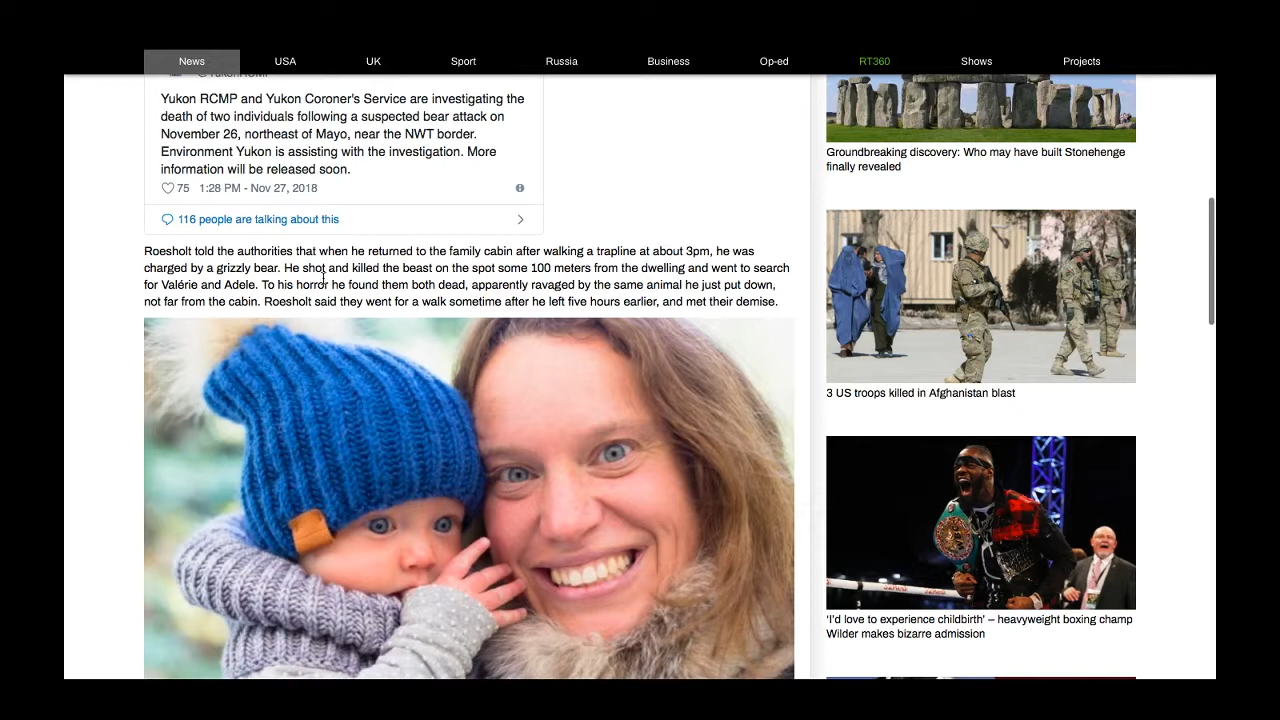 News USA UK Sport Russia Business Op-ed RT360 Shows Projects
Yukon RCMP and Yukon Coroner's Service are investigating the
death of two individuals following a suspected bear attack on
November 26, northeast of Mayo, near the NWT border.
Environment Yukon is assisting with the investigation. More
information will be released soon.
75 1:28 PM - Nov 27, 2018
116 people are talking about this
Roesholt told the authorities that when he returned to the family cabin after walking a trapline at about 3pm, he was
charged by a grizzly bear. He shot and killed the beast on the spot some 100 meters from the dwelling and went to search
for Valérie and Adele. To his horror he found them both dead, apparently ravaged by the same animal he just put down,
not far from the cabin. Roesholt said they went for a walk sometime after he left five hours earlier, and met their demise.
Groundbreaking discovery: Who may have built Stonehenge
finally revealed
3 US troops killed in Afghanistan blast
'I'd love to experience childbirth' – heavyweight boxing champ
Wilder makes bizarre admission